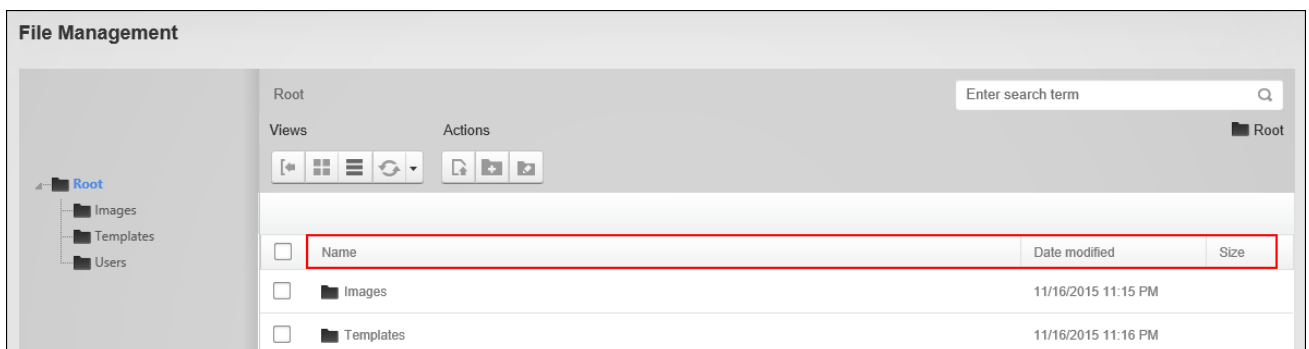 File Management
Root
Images
Templates
Users
Root
Enter search term
Views
Actions
Root
Name Date modified Size
Images 11/16/2015 11:15 PM
Templates 11/16/2015 11:16 PM